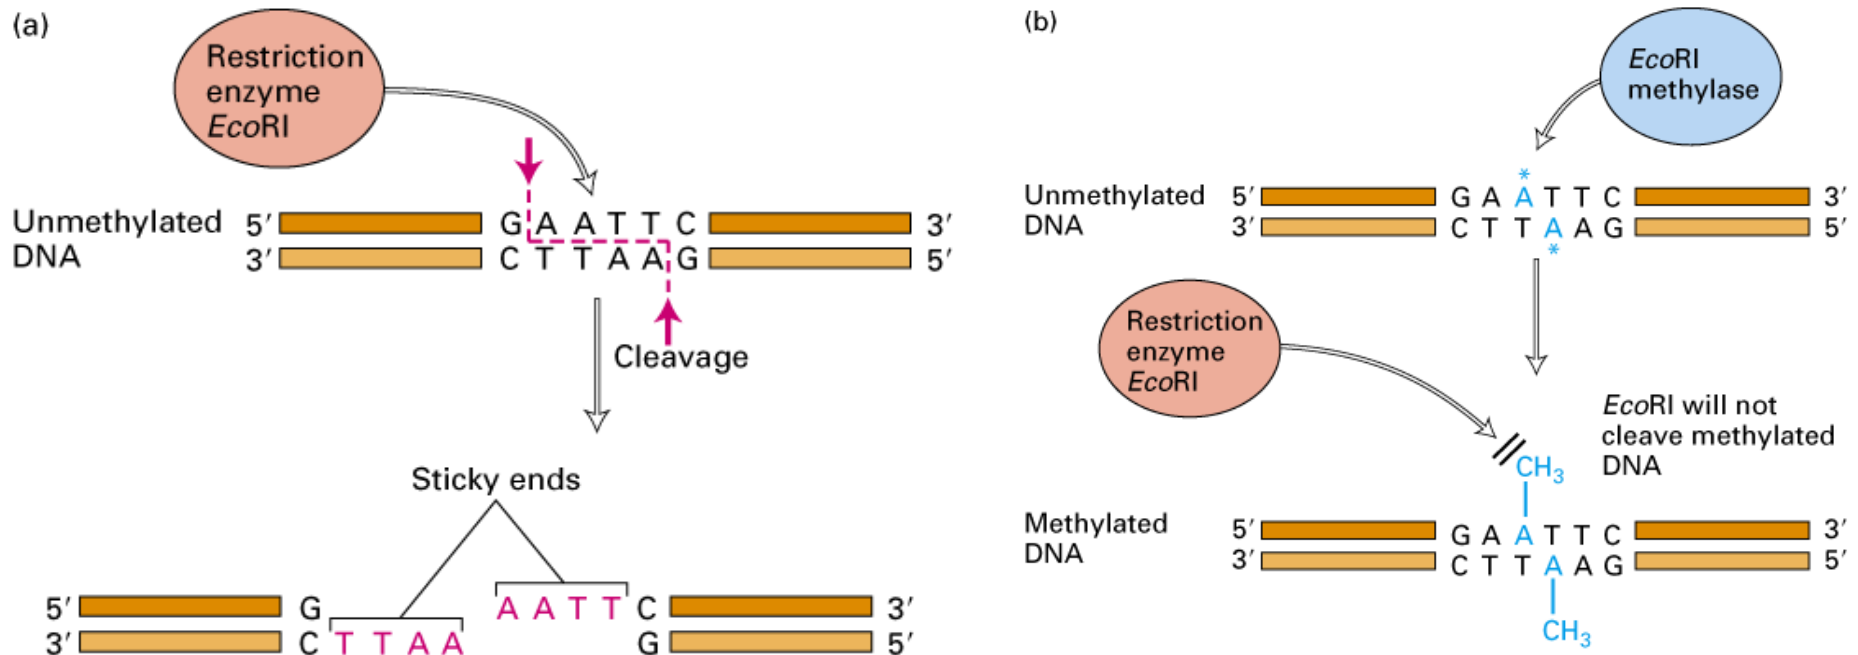 (a)
Restriction
enzyme
EcoRI
Unmethylated
DNA
5′ G A A T T C 3′
3′ C T T A A G 5′
Cleavage
Sticky ends
5′ G A A T T C 3′
3′ C T T A A G 5′
(b)
EcoRI
methylase
Unmethylated
DNA
*
5′ G A A T T C 3′
3′ C T T A A G 5′
*
Restriction
enzyme
EcoRI
EcoRI will not
cleave methylated
DNA
CH₃
Methylated
DNA
5′ G A A T T C 3′
3′ C T T A A G 5′
CH₃